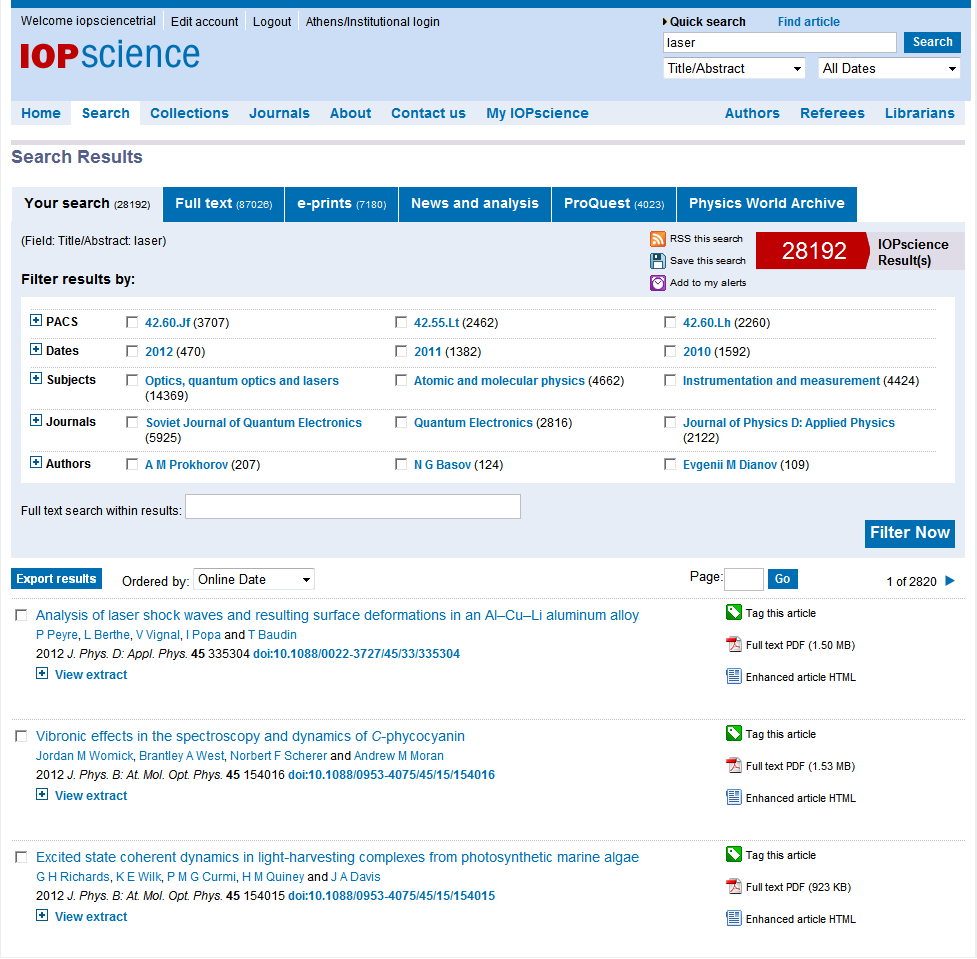 Welcome iopsciencetrial Edit account Logout Athens/Institutional login
Quick search Find article
laser Search
IOPscience
Title/Abstract All Dates
Home Search Collections Journals About Contact us My IOPscience Authors Referees Librarians
Search Results
Your search (28192) Full text (87026) e-prints (7180) News and analysis ProQuest (4023) Physics World Archive
(Field: Title/Abstract: laser)
RSS this search
Save this search
Add to my alerts
28192 IOPscience
Result(s)
Filter results by:
PACS 42.60.Jf (3707) 42.55.Lt (2462) 42.60.Lh (2260)
Dates 2012 (470) 2011 (1382) 2010 (1592)
Subjects Optics, quantum optics and lasers Atomic and molecular physics (4662) Instrumentation and measurement (4424)
(14369)
Journals Soviet Journal of Quantum Electronics Quantum Electronics (2816) Journal of Physics D: Applied Physics
(5925) (2122)
Authors A M Prokhorov (207) N G Basov (124) Evgenii M Dianov (109)
Full text search within results:
Filter Now
Export results Ordered by: Online Date Page: Go 1 of 2820
Analysis of laser shock waves and resulting surface deformations in an Al–Cu–Li aluminum alloy
P Peyre, L Berthe, V Vignal, I Popa and T Baudin
2012 J. Phys. D: Appl. Phys. 45 335304 doi:10.1088/0022-3727/45/33/335304
View extract
Tag this article
Full text PDF (1.50 MB)
Enhanced article HTML
Vibronic effects in the spectroscopy and dynamics of C-phycocyanin
Jordan M Womick, Brantley A West, Norbert F Scherer and Andrew M Moran
2012 J. Phys. B: At. Mol. Opt. Phys. 45 154016 doi:10.1088/0953-4075/45/15/154016
View extract
Tag this article
Full text PDF (1.53 MB)
Enhanced article HTML
Excited state coherent dynamics in light-harvesting complexes from photosynthetic marine algae
G H Richards, K E Wilk, P M G Curmi, H M Quiney and J A Davis
2012 J. Phys. B: At. Mol. Opt. Phys. 45 154015 doi:10.1088/0953-4075/45/15/154015
View extract
Tag this article
Full text PDF (923 KB)
Enhanced article HTML